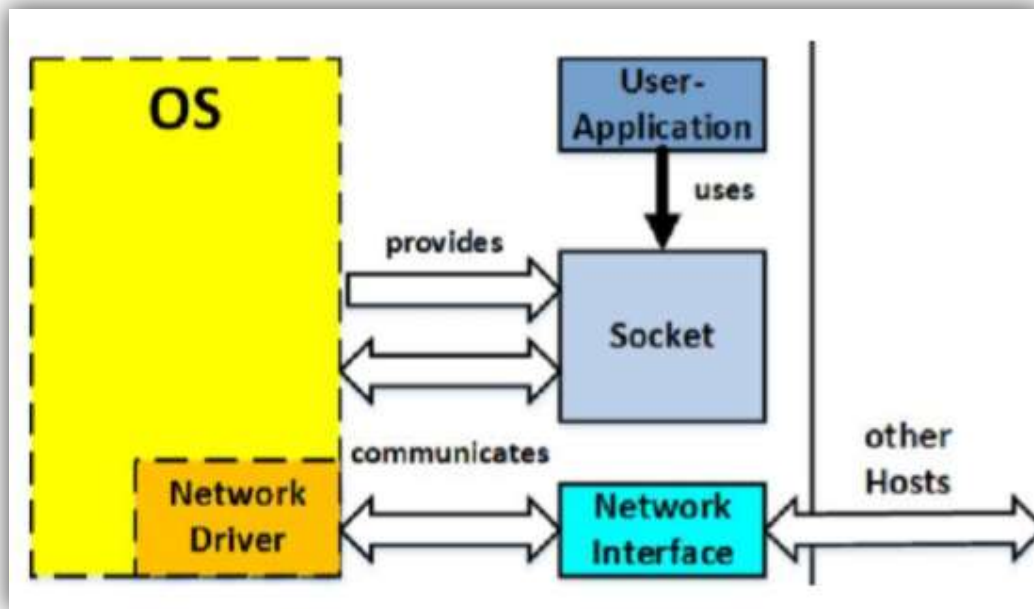 OS
User-
Application
uses
provides
Socket
communicates
other
Hosts
Network
Driver
Network
Interface